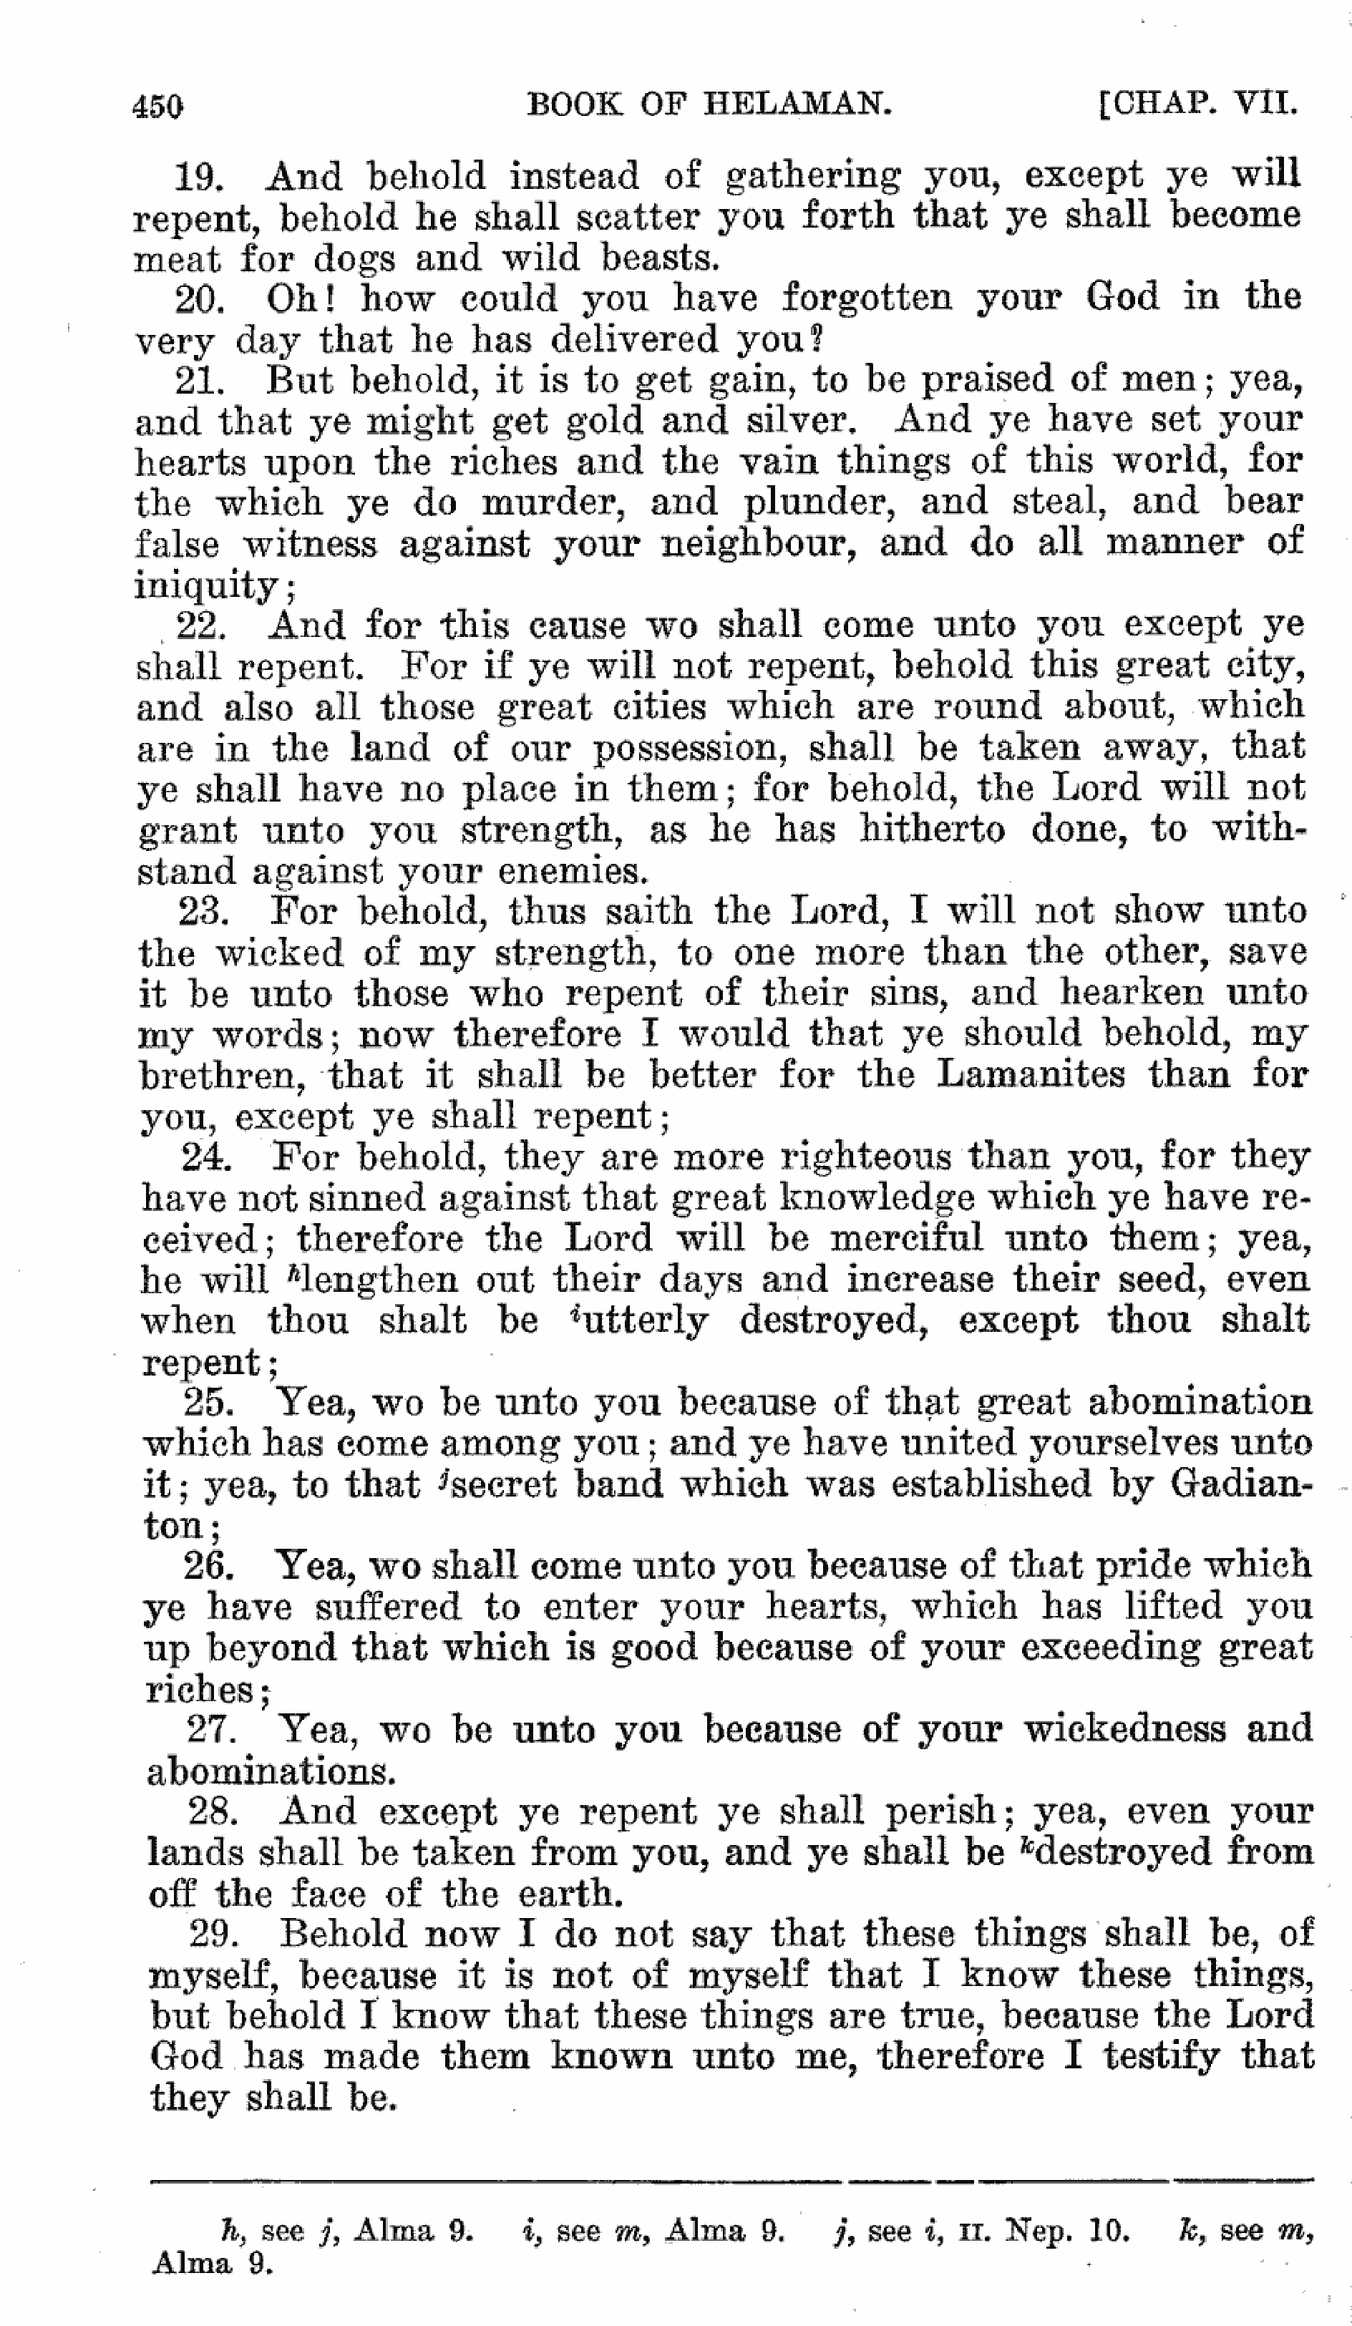 450 BOOK OF HELAMAN. [CHAP. VII.
19. And behold instead of gathering you, except ye will
repent, behold he shall scatter you forth that ye shall become
meat for dogs and wild beasts.
20. Oh! how could you have forgotten your God in the
very day that he has delivered you?
21. But behold, it is to get gain, to be praised of men; yea,
and that ye might get gold and silver. And ye have set your
hearts upon the riches and the vain things of this world, for
the which ye do murder, and plunder, and steal, and bear
false witness against your neighbour, and do all manner of
iniquity;
22. And for this cause wo shall come unto you except ye
shall repent. For if ye will not repent, behold this great city,
and also all those great cities which are round about, which
are in the land of our possession, shall be taken away, that
ye shall have no place in them; for behold, the Lord will not
grant unto you strength, as he has hitherto done, to with-
stand against your enemies.
23. For behold, thus saith the Lord, I will not show unto
the wicked of my strength, to one more than the other, save
it be unto those who repent of their sins, and hearken unto
my words; now therefore I would that ye should behold, my
brethren, that it shall be better for the Lamanites than for
you, except ye shall repent;
24. For behold, they are more righteous than you, for they
have not sinned against that great knowledge which ye have re-
ceived; therefore the Lord will be merciful unto them; yea,
he will hlengthen out their days and increase their seed, even
when thou shalt be iutterly destroyed, except thou shalt
repent;
25. Yea, wo be unto you because of that great abomination
which has come among you; and ye have united yourselves unto
it; yea, to that jsecret band which was established by Gadian-
ton;
26. Yea, wo shall come unto you because of that pride which
ye have suffered to enter your hearts, which has lifted you
up beyond that which is good because of your exceeding great
riches;
27. Yea, wo be unto you because of your wickedness and
abominations.
28. And except ye repent ye shall perish; yea, even your
lands shall be taken from you, and ye shall be kdestroyed from
off the face of the earth.
29. Behold now I do not say that these things shall be, of
myself, because it is not of myself that I know these things,
but behold I know that these things are true, because the Lord
God has made them known unto me, therefore I testify that
they shall be.
h, see j, Alma 9. i, see m, Alma 9. j, see i, II. Nep. 10. k, see m,
Alma 9.